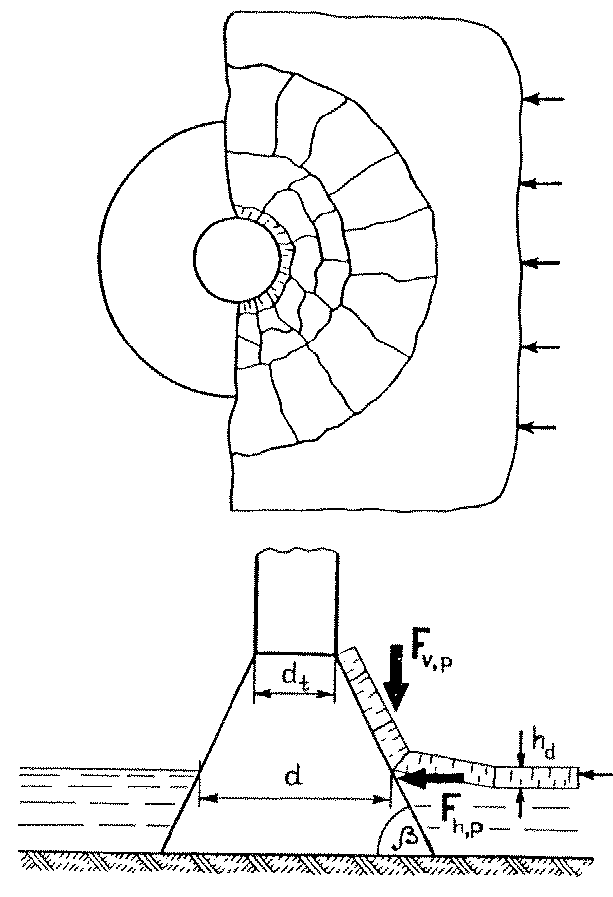 F_v,p
d_t
h_d
d
F_h,p
β